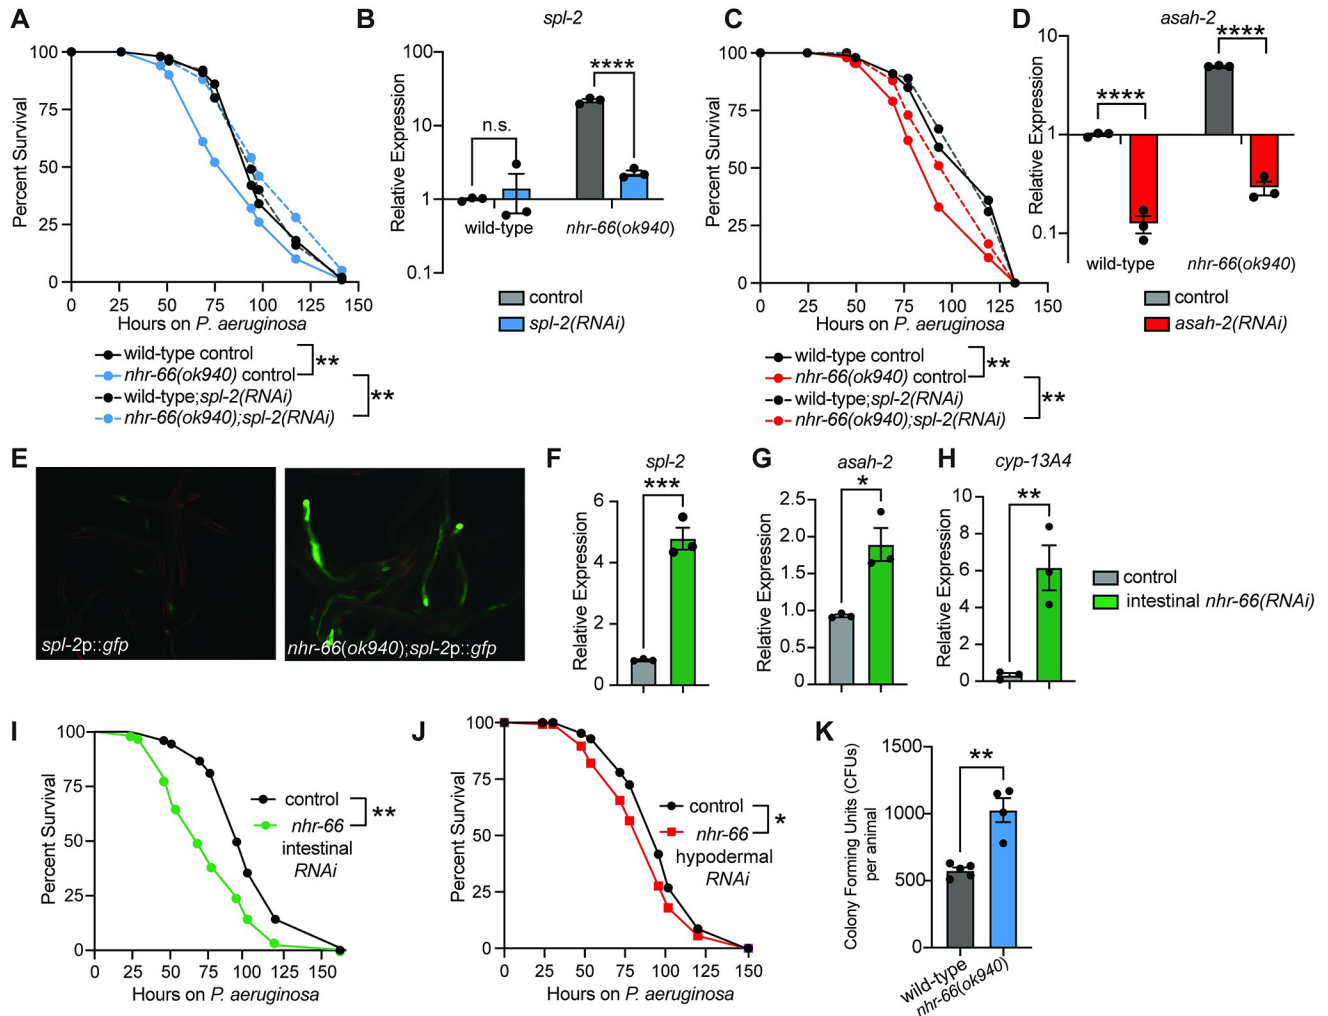 A
100
75
50
25
0
Percent Survival
0 25 50 75 100 125 150
Hours on P. aeruginosa
wild-type control
nhr-66(ok940) control
wild-type;spl-2(RNAi)
nhr-66(ok940);spl-2(RNAi)
**
**
B
spl-2
100
10
1
0.1
Relative Expression
n.s.
****
wild-type nhr-66(ok940)
control
spl-2(RNAi)
C
100
75
50
25
0
Percent Survival
0 25 50 75 100 125 150
Hours on P. aeruginosa
wild-type control
nhr-66(ok940) control
wild-type;spl-2(RNAi)
nhr-66(ok940);spl-2(RNAi)
**
**
D
asah-2
10
1
0.1
Relative Expression
****
****
wild-type nhr-66(ok940)
control
asah-2(RNAi)
E
spl-2p::gfp
nhr-66(ok940);spl-2p::gfp
F
spl-2
***
6
4
2
0
Relative Expression
G
asah-2
*
2.5
2.0
1.5
1.0
0.5
0.0
Relative Expression
H
cyp-13A4
**
10
8
6
4
2
0
Relative Expression
control
intestinal nhr-66(RNAi)
I
100
75
50
25
0
Percent Survival
0 25 50 75 100 125 150
Hours on P. aeruginosa
control
nhr-66
intestinal
RNAi
**
J
100
75
50
25
0
Percent Survival
0 25 50 75 100 125 150
Hours on P. aeruginosa
control
nhr-66
hypodermal
RNAi
*
K
1500
1000
500
0
Colony Forming Units (CFUs)
per animal
**
wild-type
nhr-66(ok940)